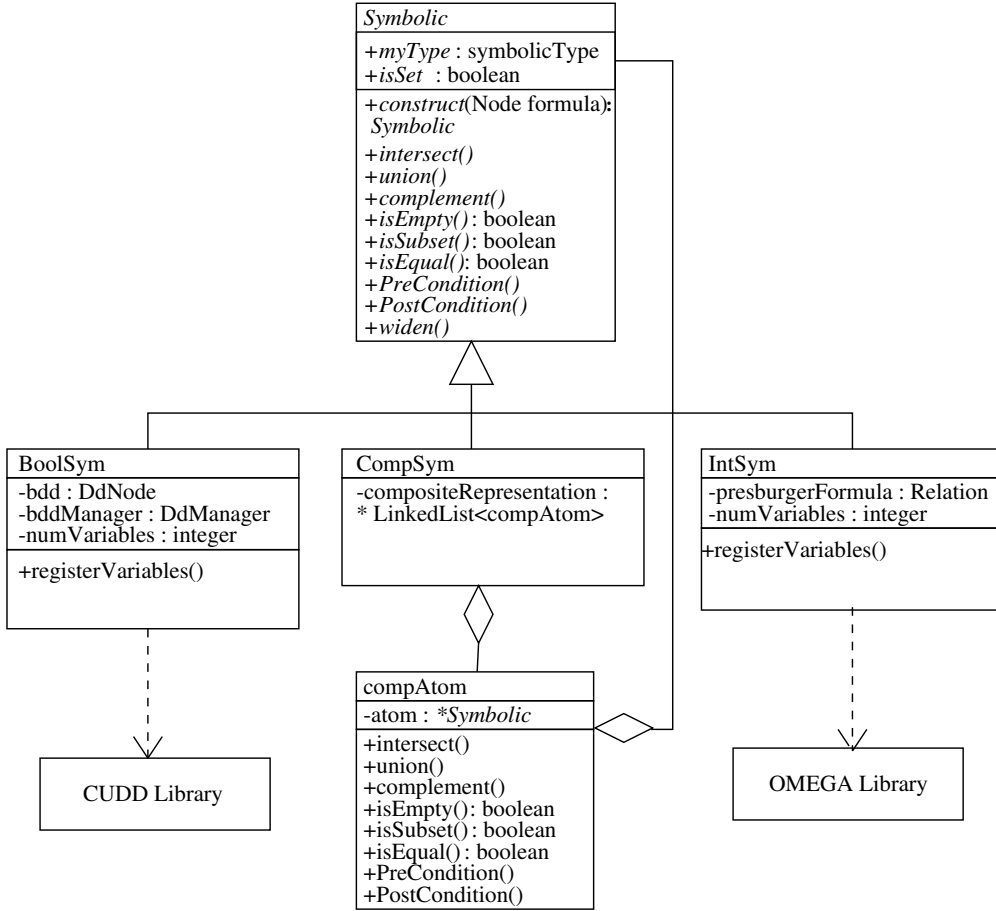 Symbolic
+myType : symbolicType
+isSet : boolean
+construct(Node formula):
Symbolic
+intersect()
+union()
+complement()
+isEmpty() : boolean
+isSubset() : boolean
+isEqual() : boolean
+PreCondition()
+PostCondition()
+widen()
BoolSym
-bdd : DdNode
-bddManager : DdManager
-numVariables : integer
+registerVariables()
CompSym
-compositeRepresentation :
* LinkedList<compAtom>
IntSym
-presburgerFormula : Relation
-numVariables : integer
+registerVariables()
compAtom
-atom : *Symbolic
+intersect()
+union()
+complement()
+isEmpty() : boolean
+isSubset() : boolean
+isEqual() : boolean
+PreCondition()
+PostCondition()
CUDD Library
OMEGA Library